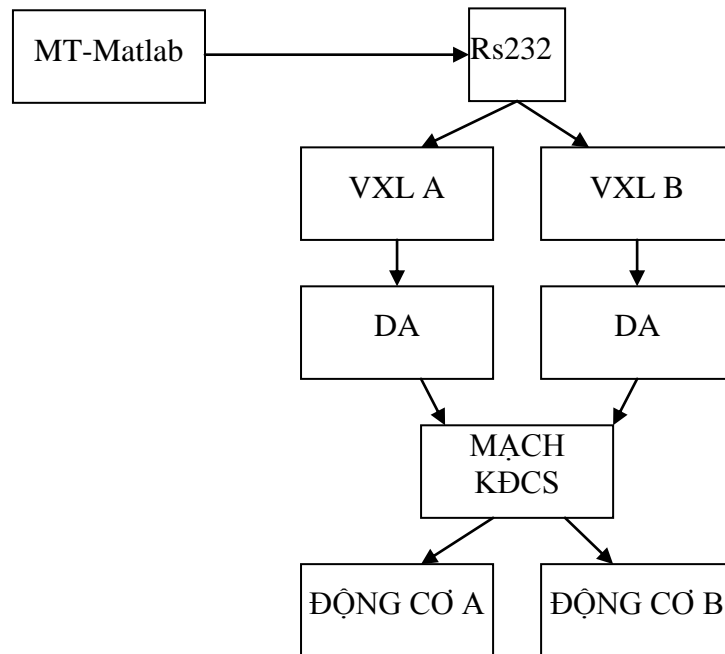 MT-Matlab
Rs232
VXL A
VXL B
DA
DA
MẠCH
KĐCS
ĐỘNG CƠ A
ĐỘNG CƠ B